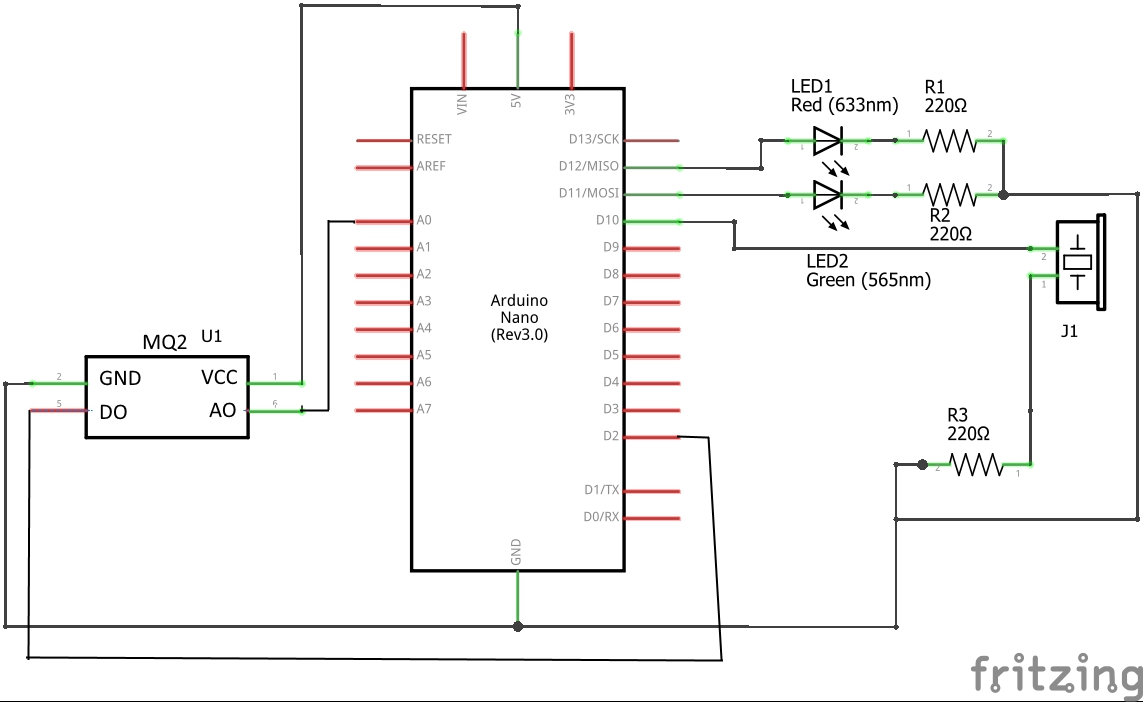 VIN
5V
3V3
RESET
AREF
A0
A1
A2
A3
A4
A5
A6
A7
D13/SCK
D12/MISO
D11/MOSI
D10
D9
D8
D7
D6
D5
D4
D3
D2
D1/TX
D0/RX
GND
Arduino
Nano
(Rev3.0)
MQ2 U1
2 GND VCC 1
5 DO AO 6
LED1
Red (633nm)
1 2
R1
220Ω
1 2
1 2
1 2
R2
220Ω
LED2
Green (565nm)
2
1
J1
R3
220Ω
2 1
fritzing